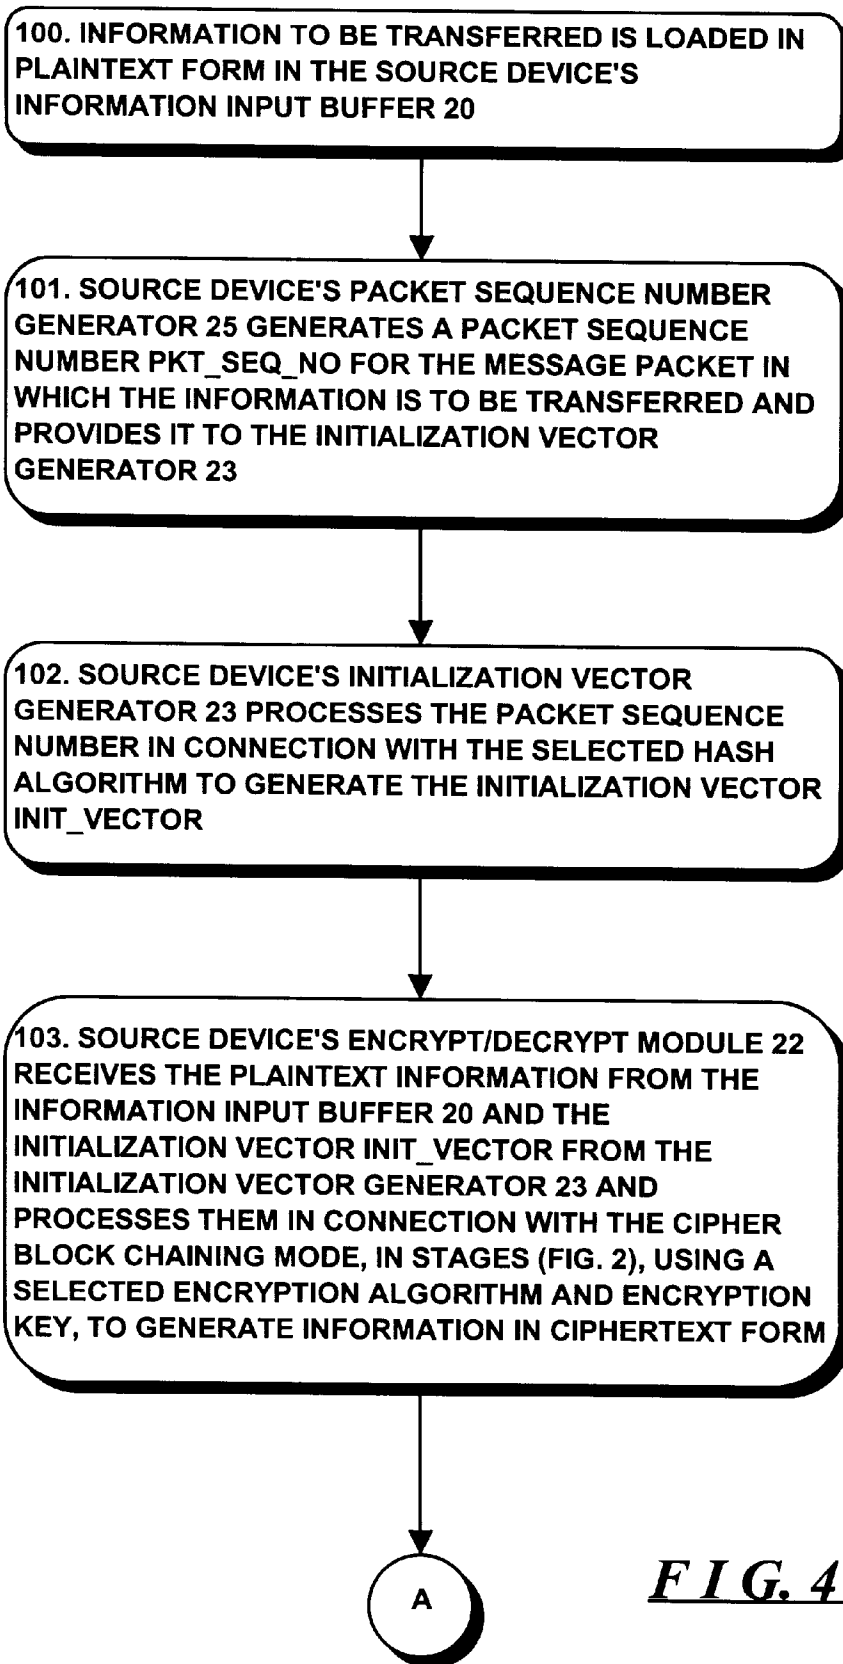 100. INFORMATION TO BE TRANSFERRED IS LOADED IN
PLAINTEXT FORM IN THE SOURCE DEVICE'S
INFORMATION INPUT BUFFER 20
101. SOURCE DEVICE'S PACKET SEQUENCE NUMBER
GENERATOR 25 GENERATES A PACKET SEQUENCE
NUMBER PKT_SEQ_NO FOR THE MESSAGE PACKET IN
WHICH THE INFORMATION IS TO BE TRANSFERRED AND
PROVIDES IT TO THE INITIALIZATION VECTOR
GENERATOR 23
102. SOURCE DEVICE'S INITIALIZATION VECTOR
GENERATOR 23 PROCESSES THE PACKET SEQUENCE
NUMBER IN CONNECTION WITH THE SELECTED HASH
ALGORITHM TO GENERATE THE INITIALIZATION VECTOR
INIT_VECTOR
103. SOURCE DEVICE'S ENCRYPT/DECRYPT MODULE 22
RECEIVES THE PLAINTEXT INFORMATION FROM THE
INFORMATION INPUT BUFFER 20 AND THE
INITIALIZATION VECTOR INIT_VECTOR FROM THE
INITIALIZATION VECTOR GENERATOR 23 AND
PROCESSES THEM IN CONNECTION WITH THE CIPHER
BLOCK CHAINING MODE, IN STAGES (FIG. 2), USING A
SELECTED ENCRYPTION ALGORITHM AND ENCRYPTION
KEY, TO GENERATE INFORMATION IN CIPHERTEXT FORM
A
FIG. 4